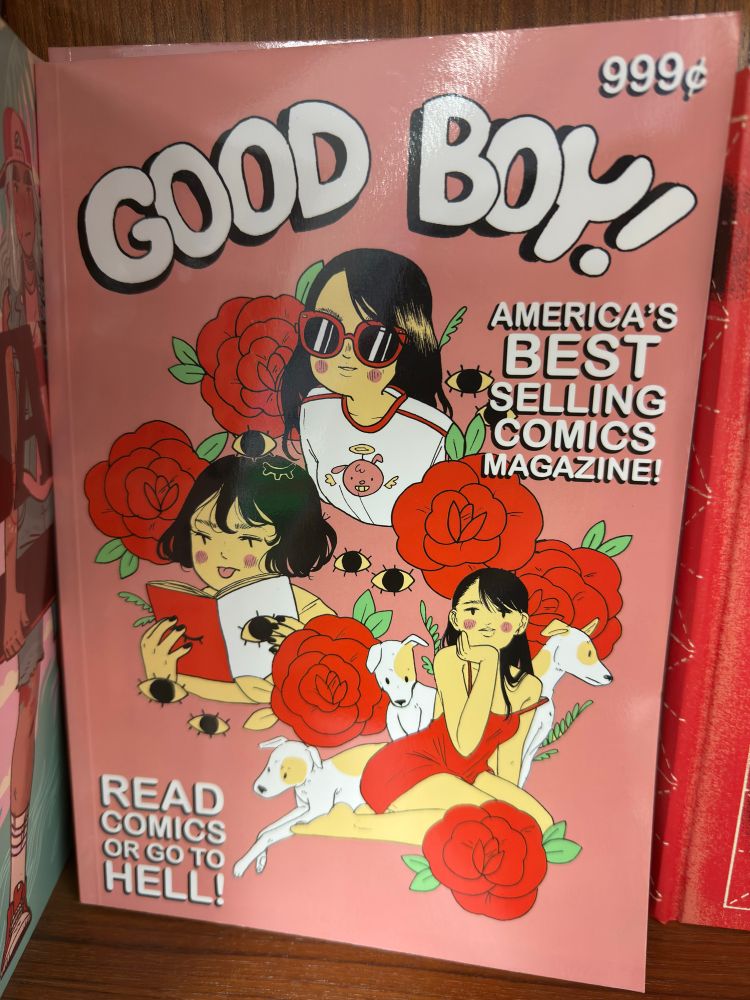 999¢
GOOD BOY!
AMERICA'S
BEST
SELLING
COMICS
MAGAZINE!
READ
COMICS
OR GO TO
HELL!